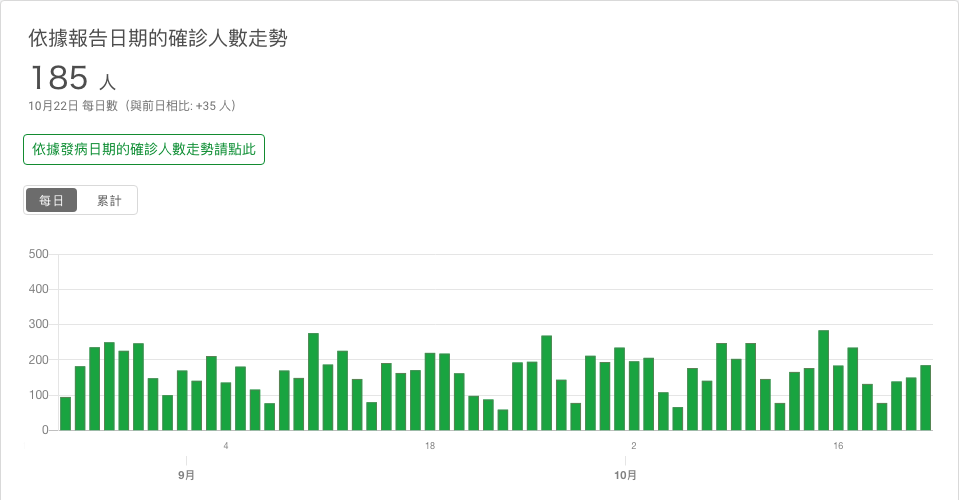 依據報告日期的確診人數走勢
185 人
10月22日 每日數（與前日相比: +35 人）
依據發病日期的確診人數走勢請點此
每日 累計
500
400
300
200
100
0
4 18 2 16
9月 10月